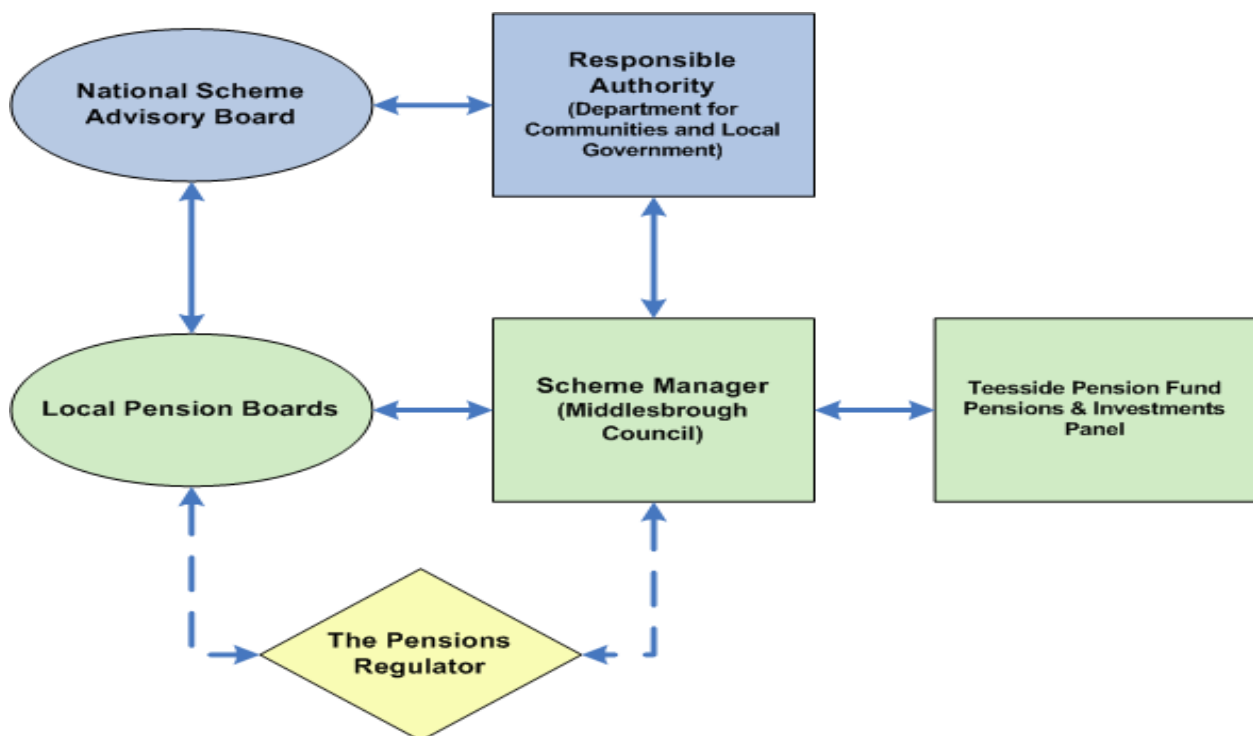 National Scheme
Advisory Board
Responsible
Authority
(Department for
Communities and Local
Government)
Local Pension Boards
Scheme Manager
(Middlesbrough
Council)
Teesside Pension Fund
Pensions & Investments
Panel
The Pensions
Regulator